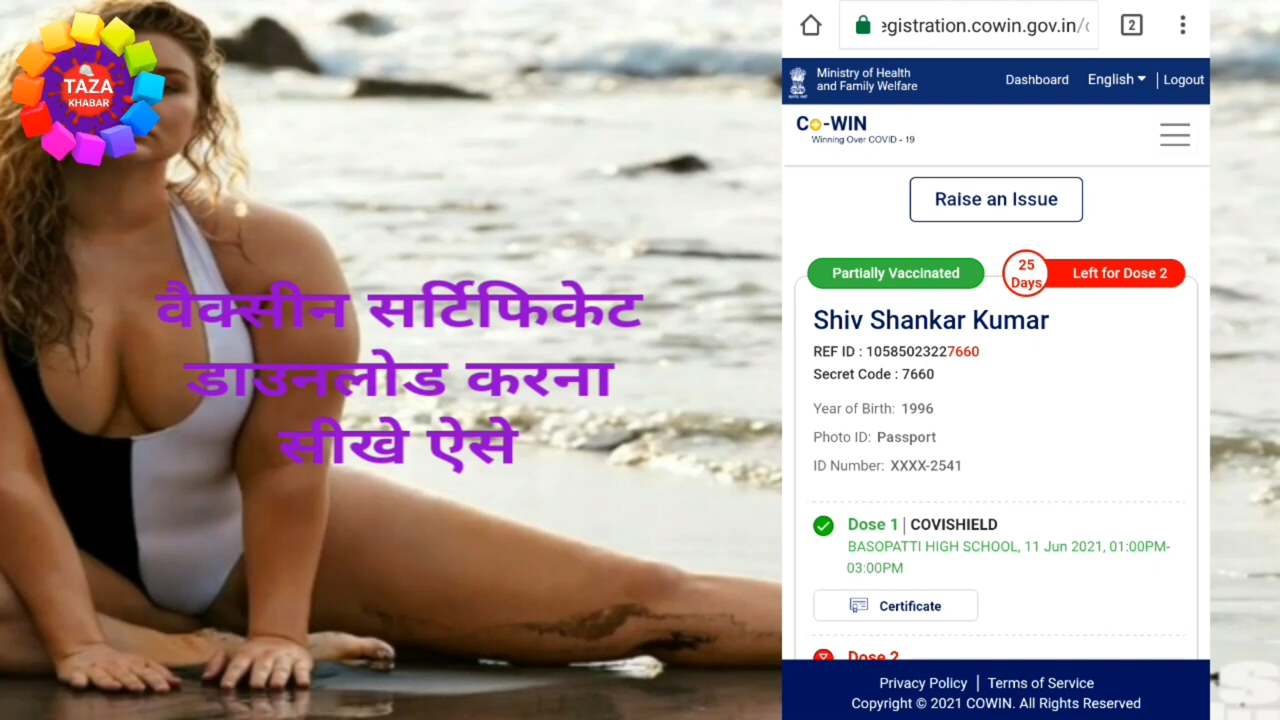 TAZA
KHABAR
वैक्सीन सर्टिफिकेट
डाउनलोड करना
सीखे ऐसे
egistration.cowin.gov.in/
2
Ministry of Health
and Family Welfare
Dashboard
English
Logout
Co-WIN
Winning Over COVID - 19
Raise an Issue
Partially Vaccinated
25
Days
Left for Dose 2
Shiv Shankar Kumar
REF ID : 10585023227660
Secret Code : 7660
Year of Birth: 1996
Photo ID: Passport
ID Number: XXXX-2541
Dose 1 | COVISHIELD
BASOPATTI HIGH SCHOOL, 11 Jun 2021, 01:00PM-
03:00PM
Certificate
Dose 2
Privacy Policy | Terms of Service
Copyright © 2021 COWIN. All Rights Reserved